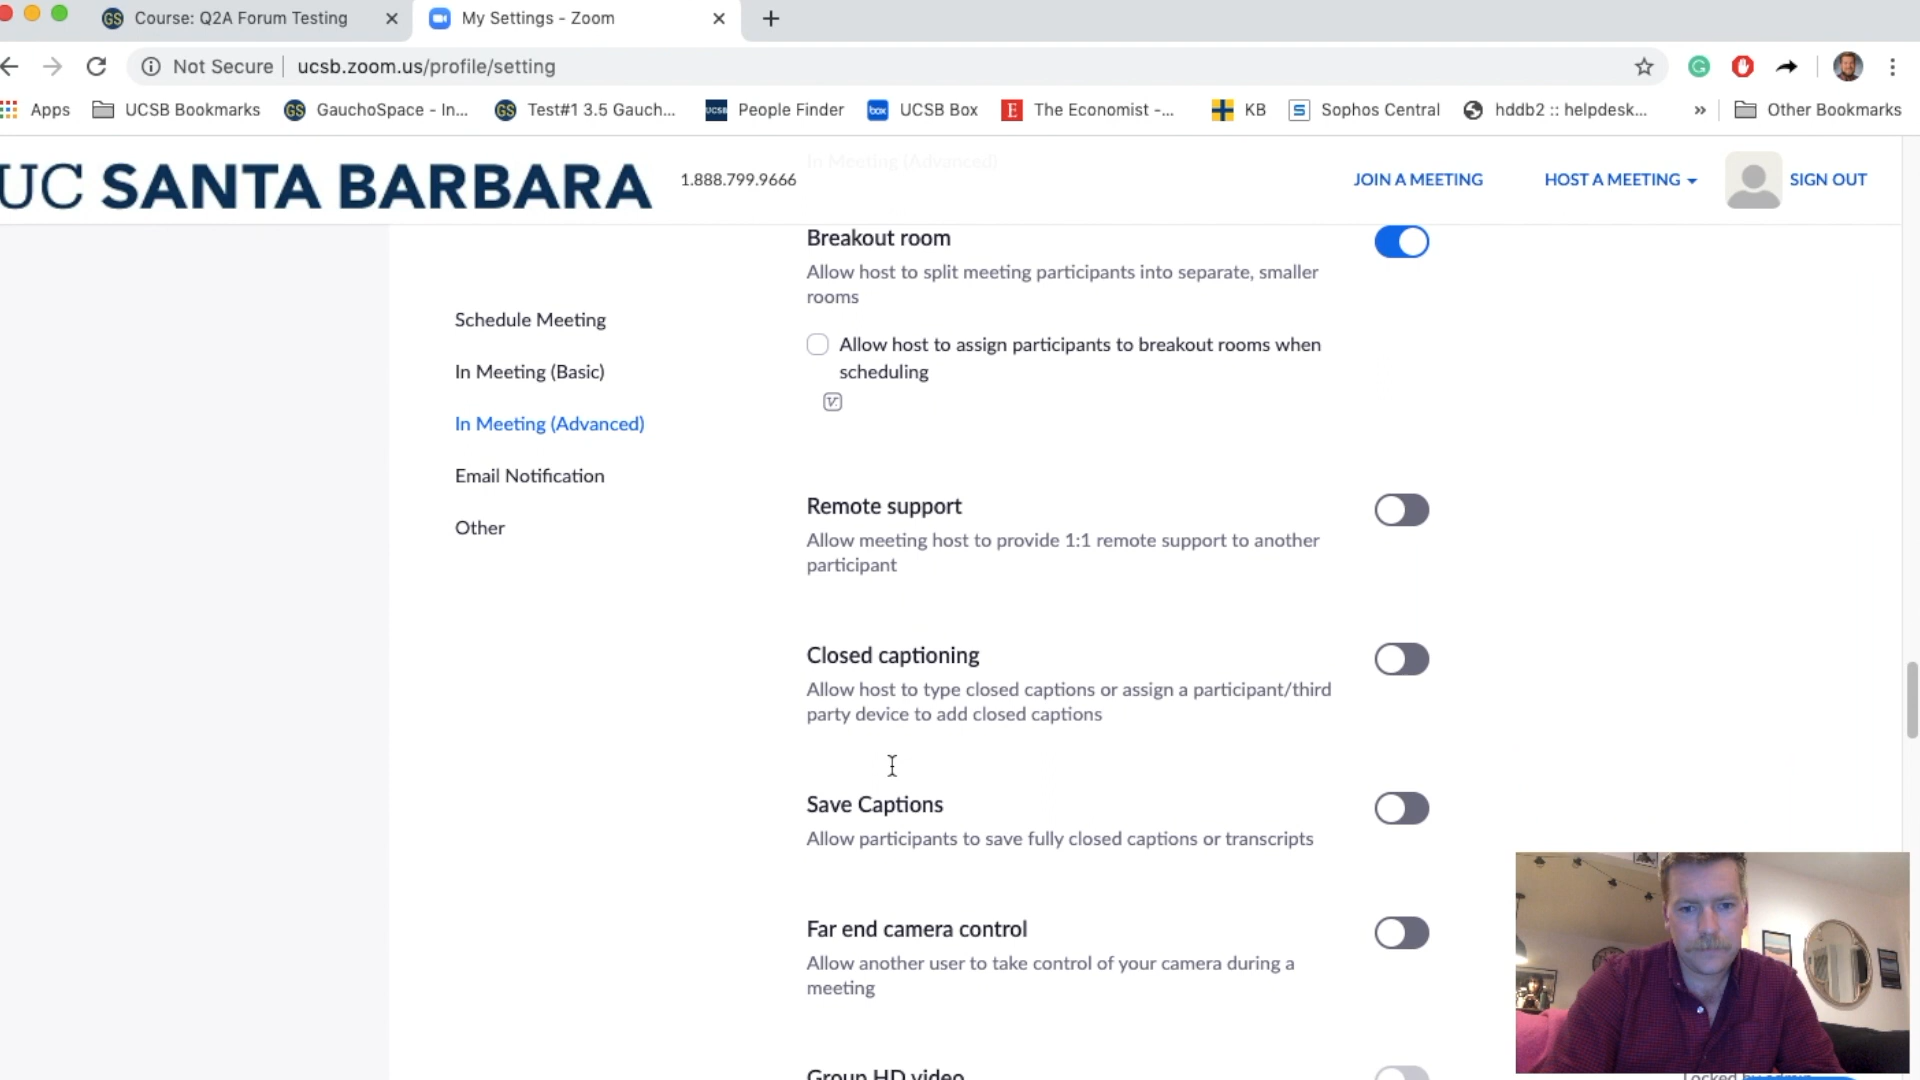 Course: Q2A Forum Testing
My Settings - Zoom
Not Secure
ucsb.zoom.us/profile/setting
Apps
UCSB Bookmarks
GauchoSpace - In...
Test#1 3.5 Gauch...
People Finder
UCSB Box
The Economist -...
KB
Sophos Central
hddb2 :: helpdesk...
»
Other Bookmarks
UC SANTA BARBARA
1.888.799.9666
In Meeting (Advanced)
JOIN A MEETING
HOST A MEETING
SIGN OUT
Schedule Meeting
In Meeting (Basic)
In Meeting (Advanced)
Email Notification
Other
Breakout room
Allow host to split meeting participants into separate, smaller
rooms
Allow host to assign participants to breakout rooms when
scheduling
Remote support
Allow meeting host to provide 1:1 remote support to another
participant
Closed captioning
Allow host to type closed captions or assign a participant/third
party device to add closed captions
Save Captions
Allow participants to save fully closed captions or transcripts
Far end camera control
Allow another user to take control of your camera during a
meeting
Group HD video
Locked by admin